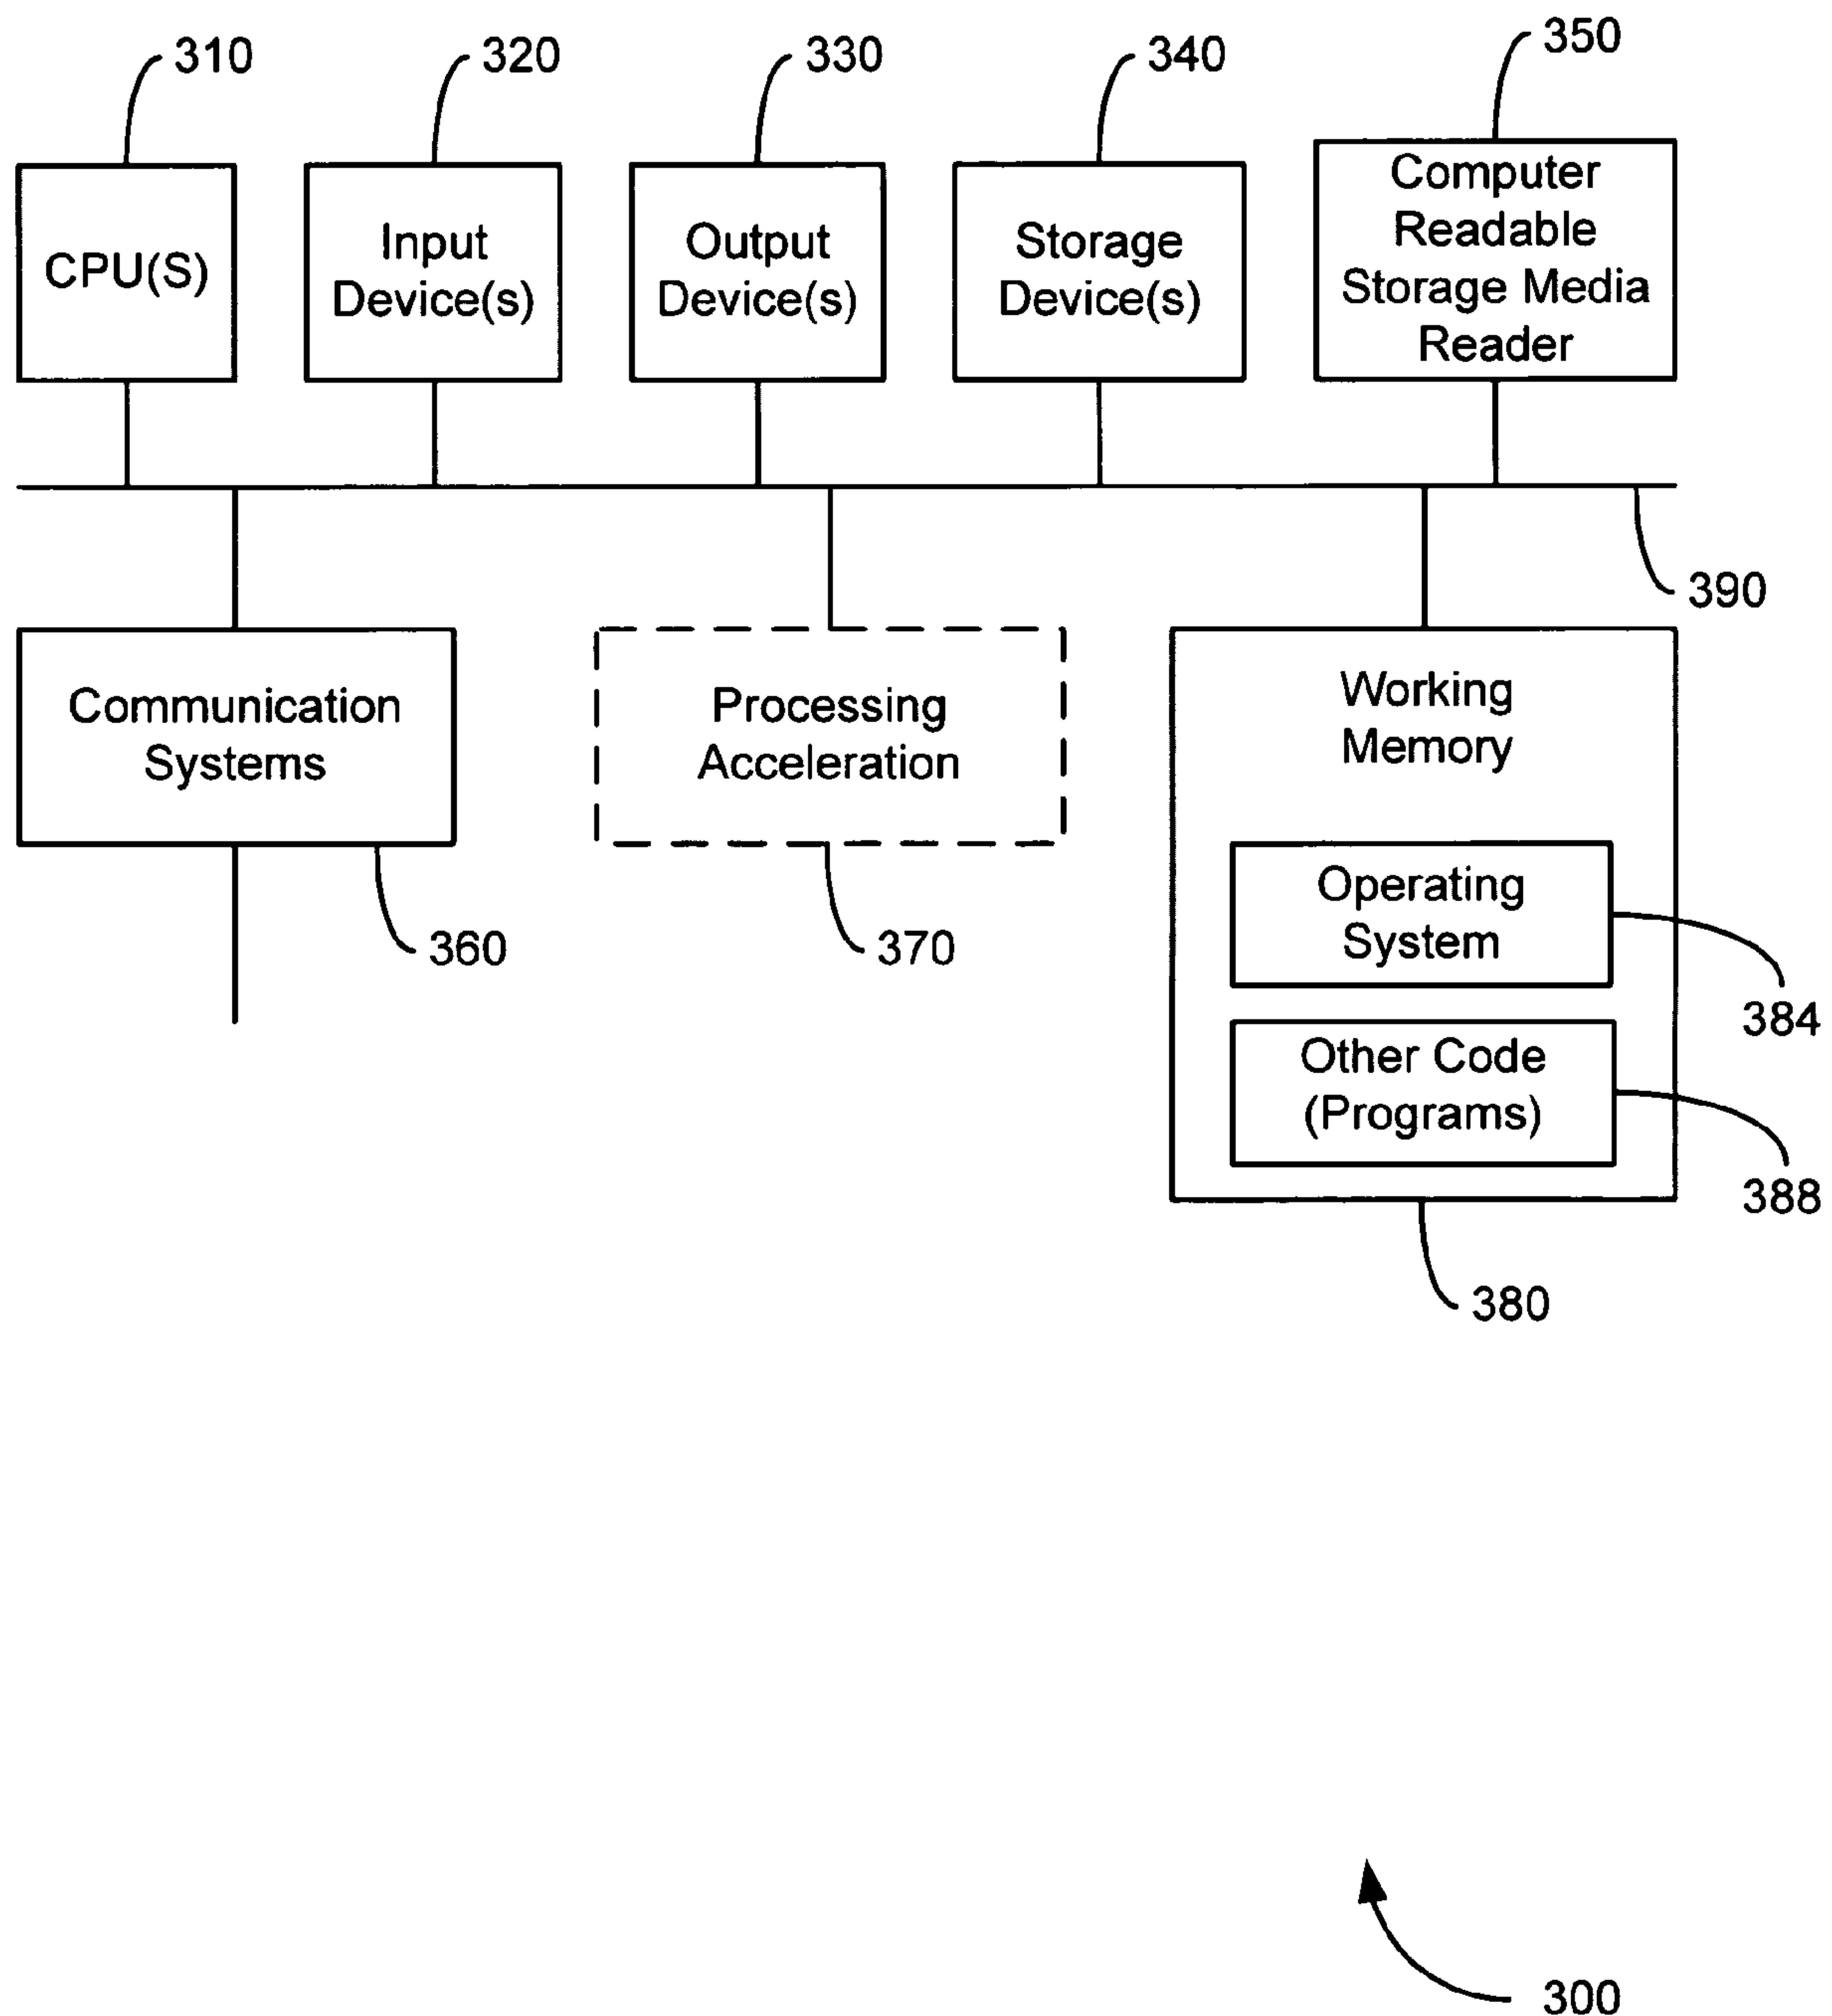 310
320
330
340
350
CPU(S)
Input
Device(s)
Output
Device(s)
Storage
Device(s)
Computer
Readable
Storage Media
Reader
390
Communication
Systems
360
Processing
Acceleration
370
Working
Memory
Operating
System
384
Other Code
(Programs)
388
380
300